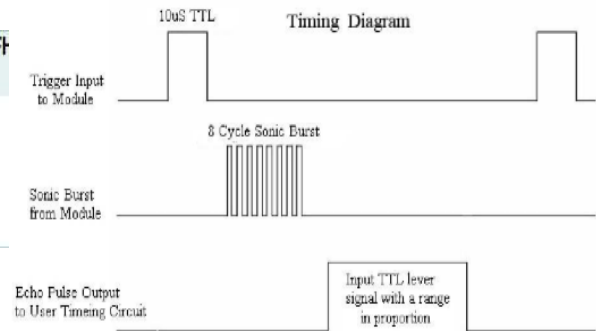 10uS TTL
Timing Diagram
Trigger Input
to Module
8 Cycle Sonic Burst
Sonic Burst
from Module
Echo Pulse Output
to User Timeing Circuit
Input TTL lever
signal with a range
in proportion